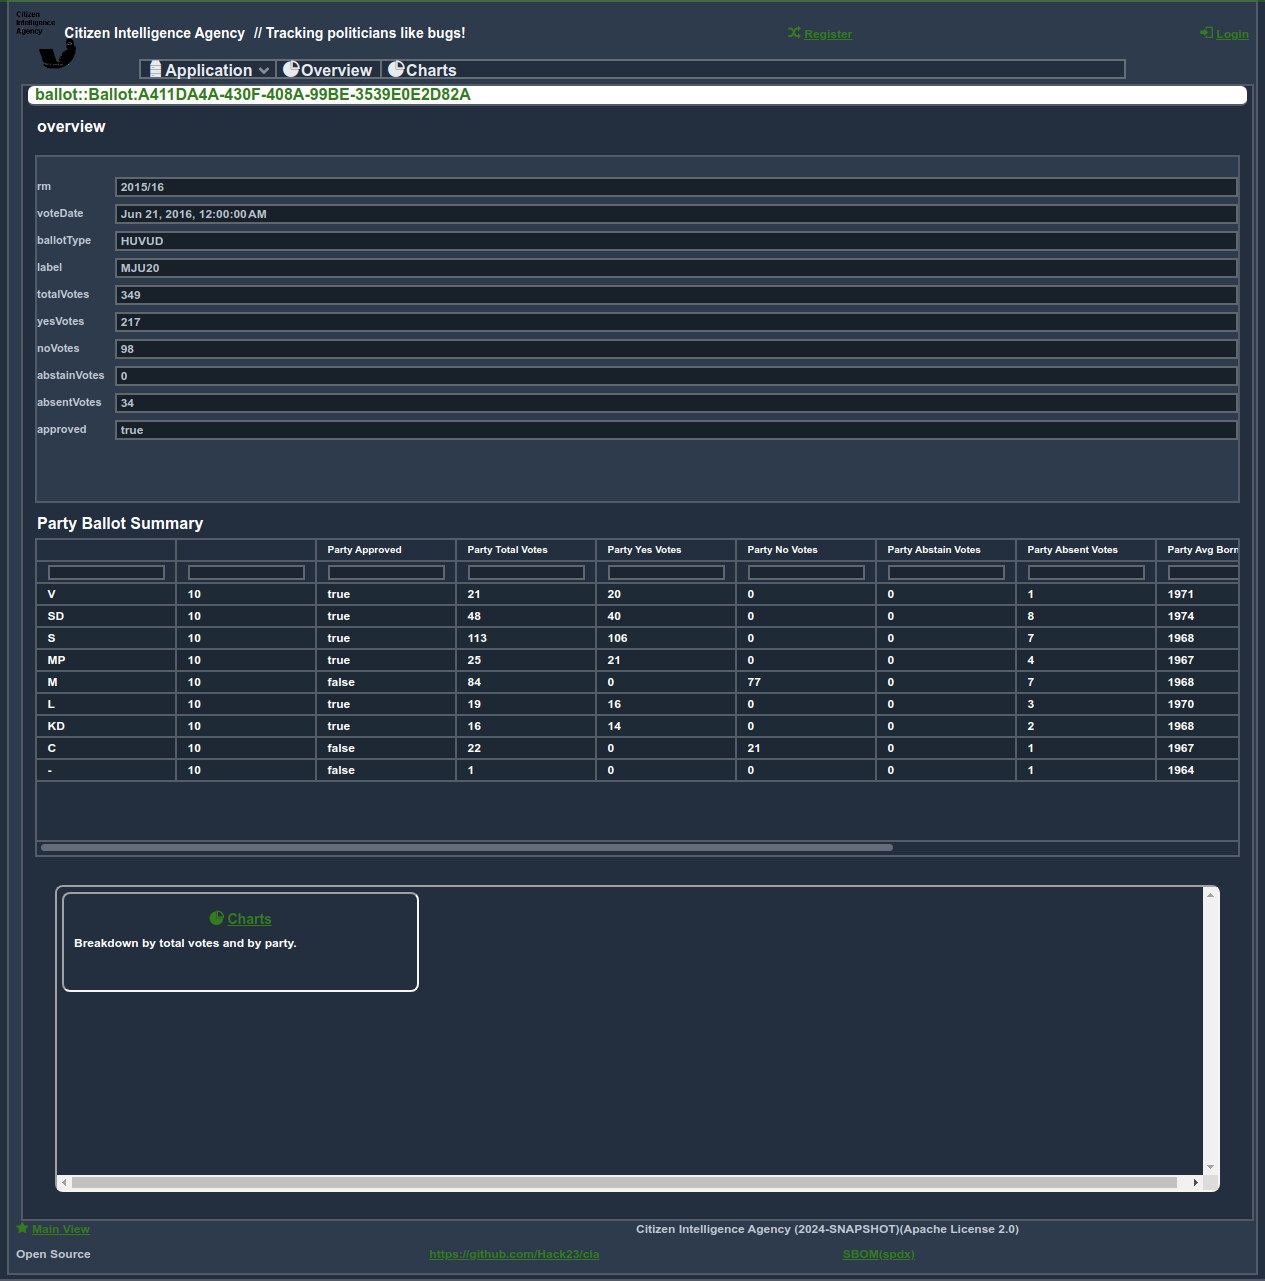 Citizen
Intelligence
Agency
Citizen Intelligence Agency // Tracking politicians like bugs!
Register
Login
Application
Overview
Charts
ballot::Ballot:A411DA4A-430F-408A-99BE-3539E0E2D82A
overview
rm 2015/16
voteDate Jun 21, 2016, 12:00:00 AM
ballotType HUVUD
label MJU20
totalVotes 349
yesVotes 217
noVotes 98
abstainVotes 0
absentVotes 34
approved true
Party Ballot Summary
Party Approved Party Total Votes Party Yes Votes Party No Votes Party Abstain Votes Party Absent Votes Party Avg Born
V 10 true 21 20 0 0 1 1971
SD 10 true 48 40 0 0 8 1974
S 10 true 113 106 0 0 7 1968
MP 10 true 25 21 0 0 4 1967
M 10 false 84 0 77 0 7 1968
L 10 true 19 16 0 0 3 1970
KD 10 true 16 14 0 0 2 1968
C 10 false 22 0 21 0 1 1967
- 10 false 1 0 0 0 1 1964
Charts
Breakdown by total votes and by party.
Main View
Citizen Intelligence Agency (2024-SNAPSHOT)(Apache License 2.0)
Open Source
https://github.com/Hack23/cia
SBOM(spdx)